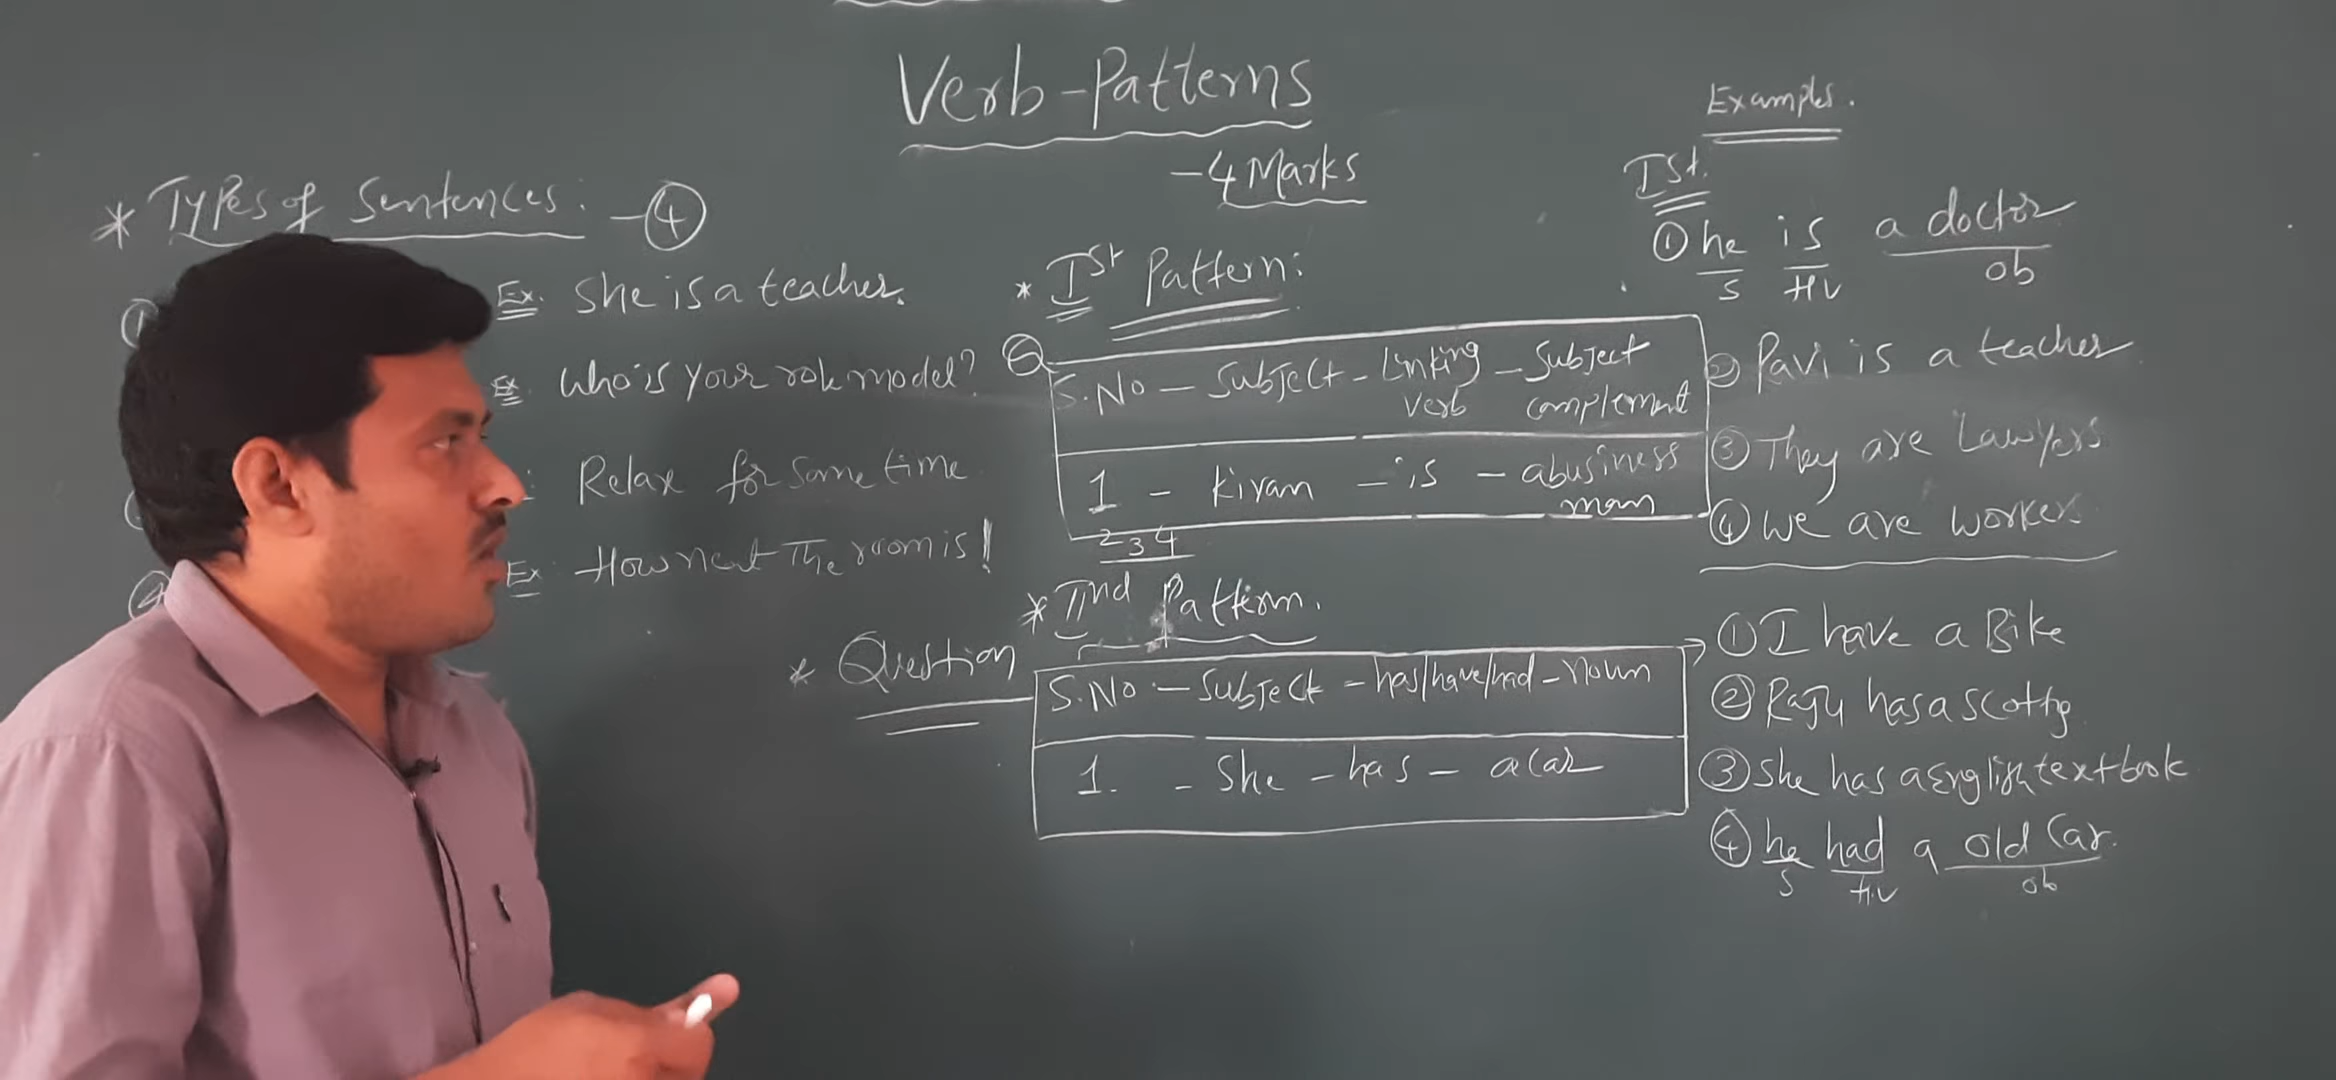 Verb-Patterns
-4 Marks
* Types of Sentences: -④
①
Ex. She is a teacher.
Ex. Who is your role model?
: Relax for some time
④
Ex How neat The room is!
* Ist Pattern:
Q
S.No - Subject - Linking verb - Subject complement
1 - Kiran - is - a business man
2 3 4
* IInd Pattern.
* Question
S.No - Subject - has/have/had - noun
1. - She - has - a car
Examples.
Ist.
① he is a doctor
S HV ob
② Pavi is a teacher
③ They are Lawyers
④ We are workers
① I have a Bike
② Raju has a scotty
③ She has a English textbook
④ he had a old Car.
S H.V ob